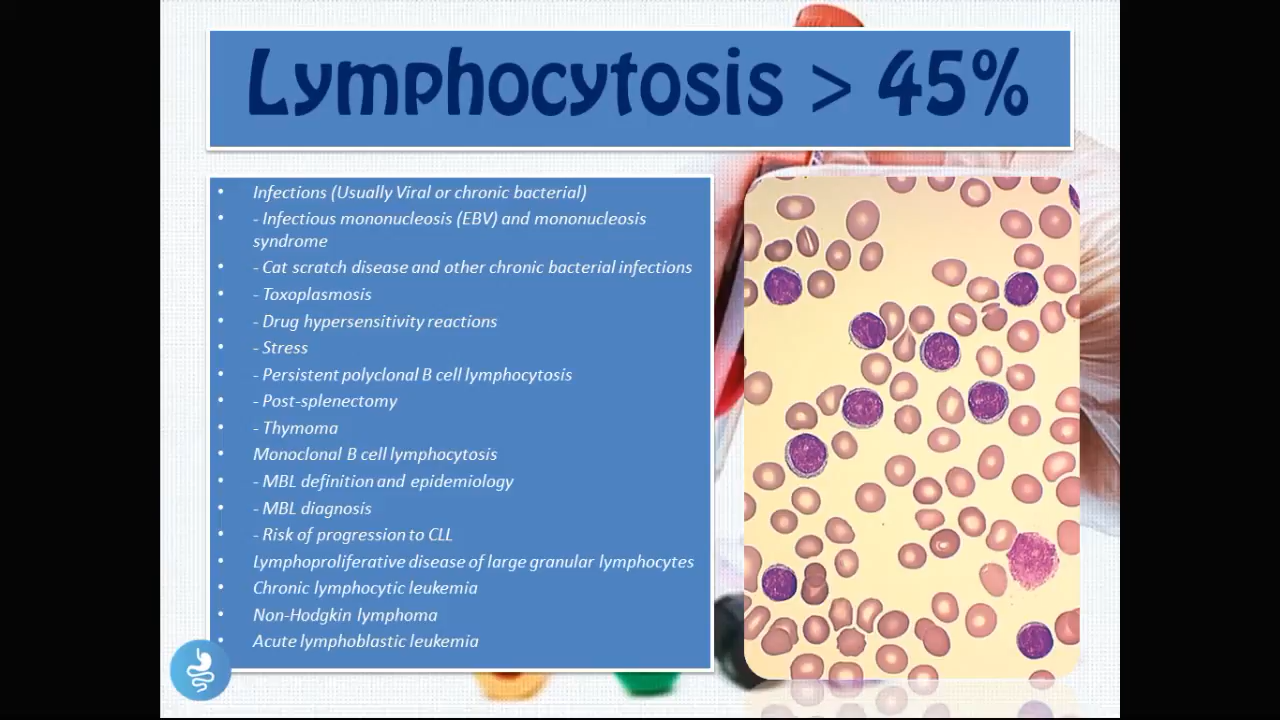 Lymphocytosis > 45%
• Infections (Usually Viral or chronic bacterial)
• - Infectious mononucleosis (EBV) and mononucleosis
syndrome
• - Cat scratch disease and other chronic bacterial infections
• - Toxoplasmosis
• - Drug hypersensitivity reactions
• - Stress
• - Persistent polyclonal B cell lymphocytosis
• - Post-splenectomy
• - Thymoma
• Monoclonal B cell lymphocytosis
• - MBL definition and epidemiology
• - MBL diagnosis
• - Risk of progression to CLL
• Lymphoproliferative disease of large granular lymphocytes
• Chronic lymphocytic leukemia
• Non-Hodgkin lymphoma
• Acute lymphoblastic leukemia